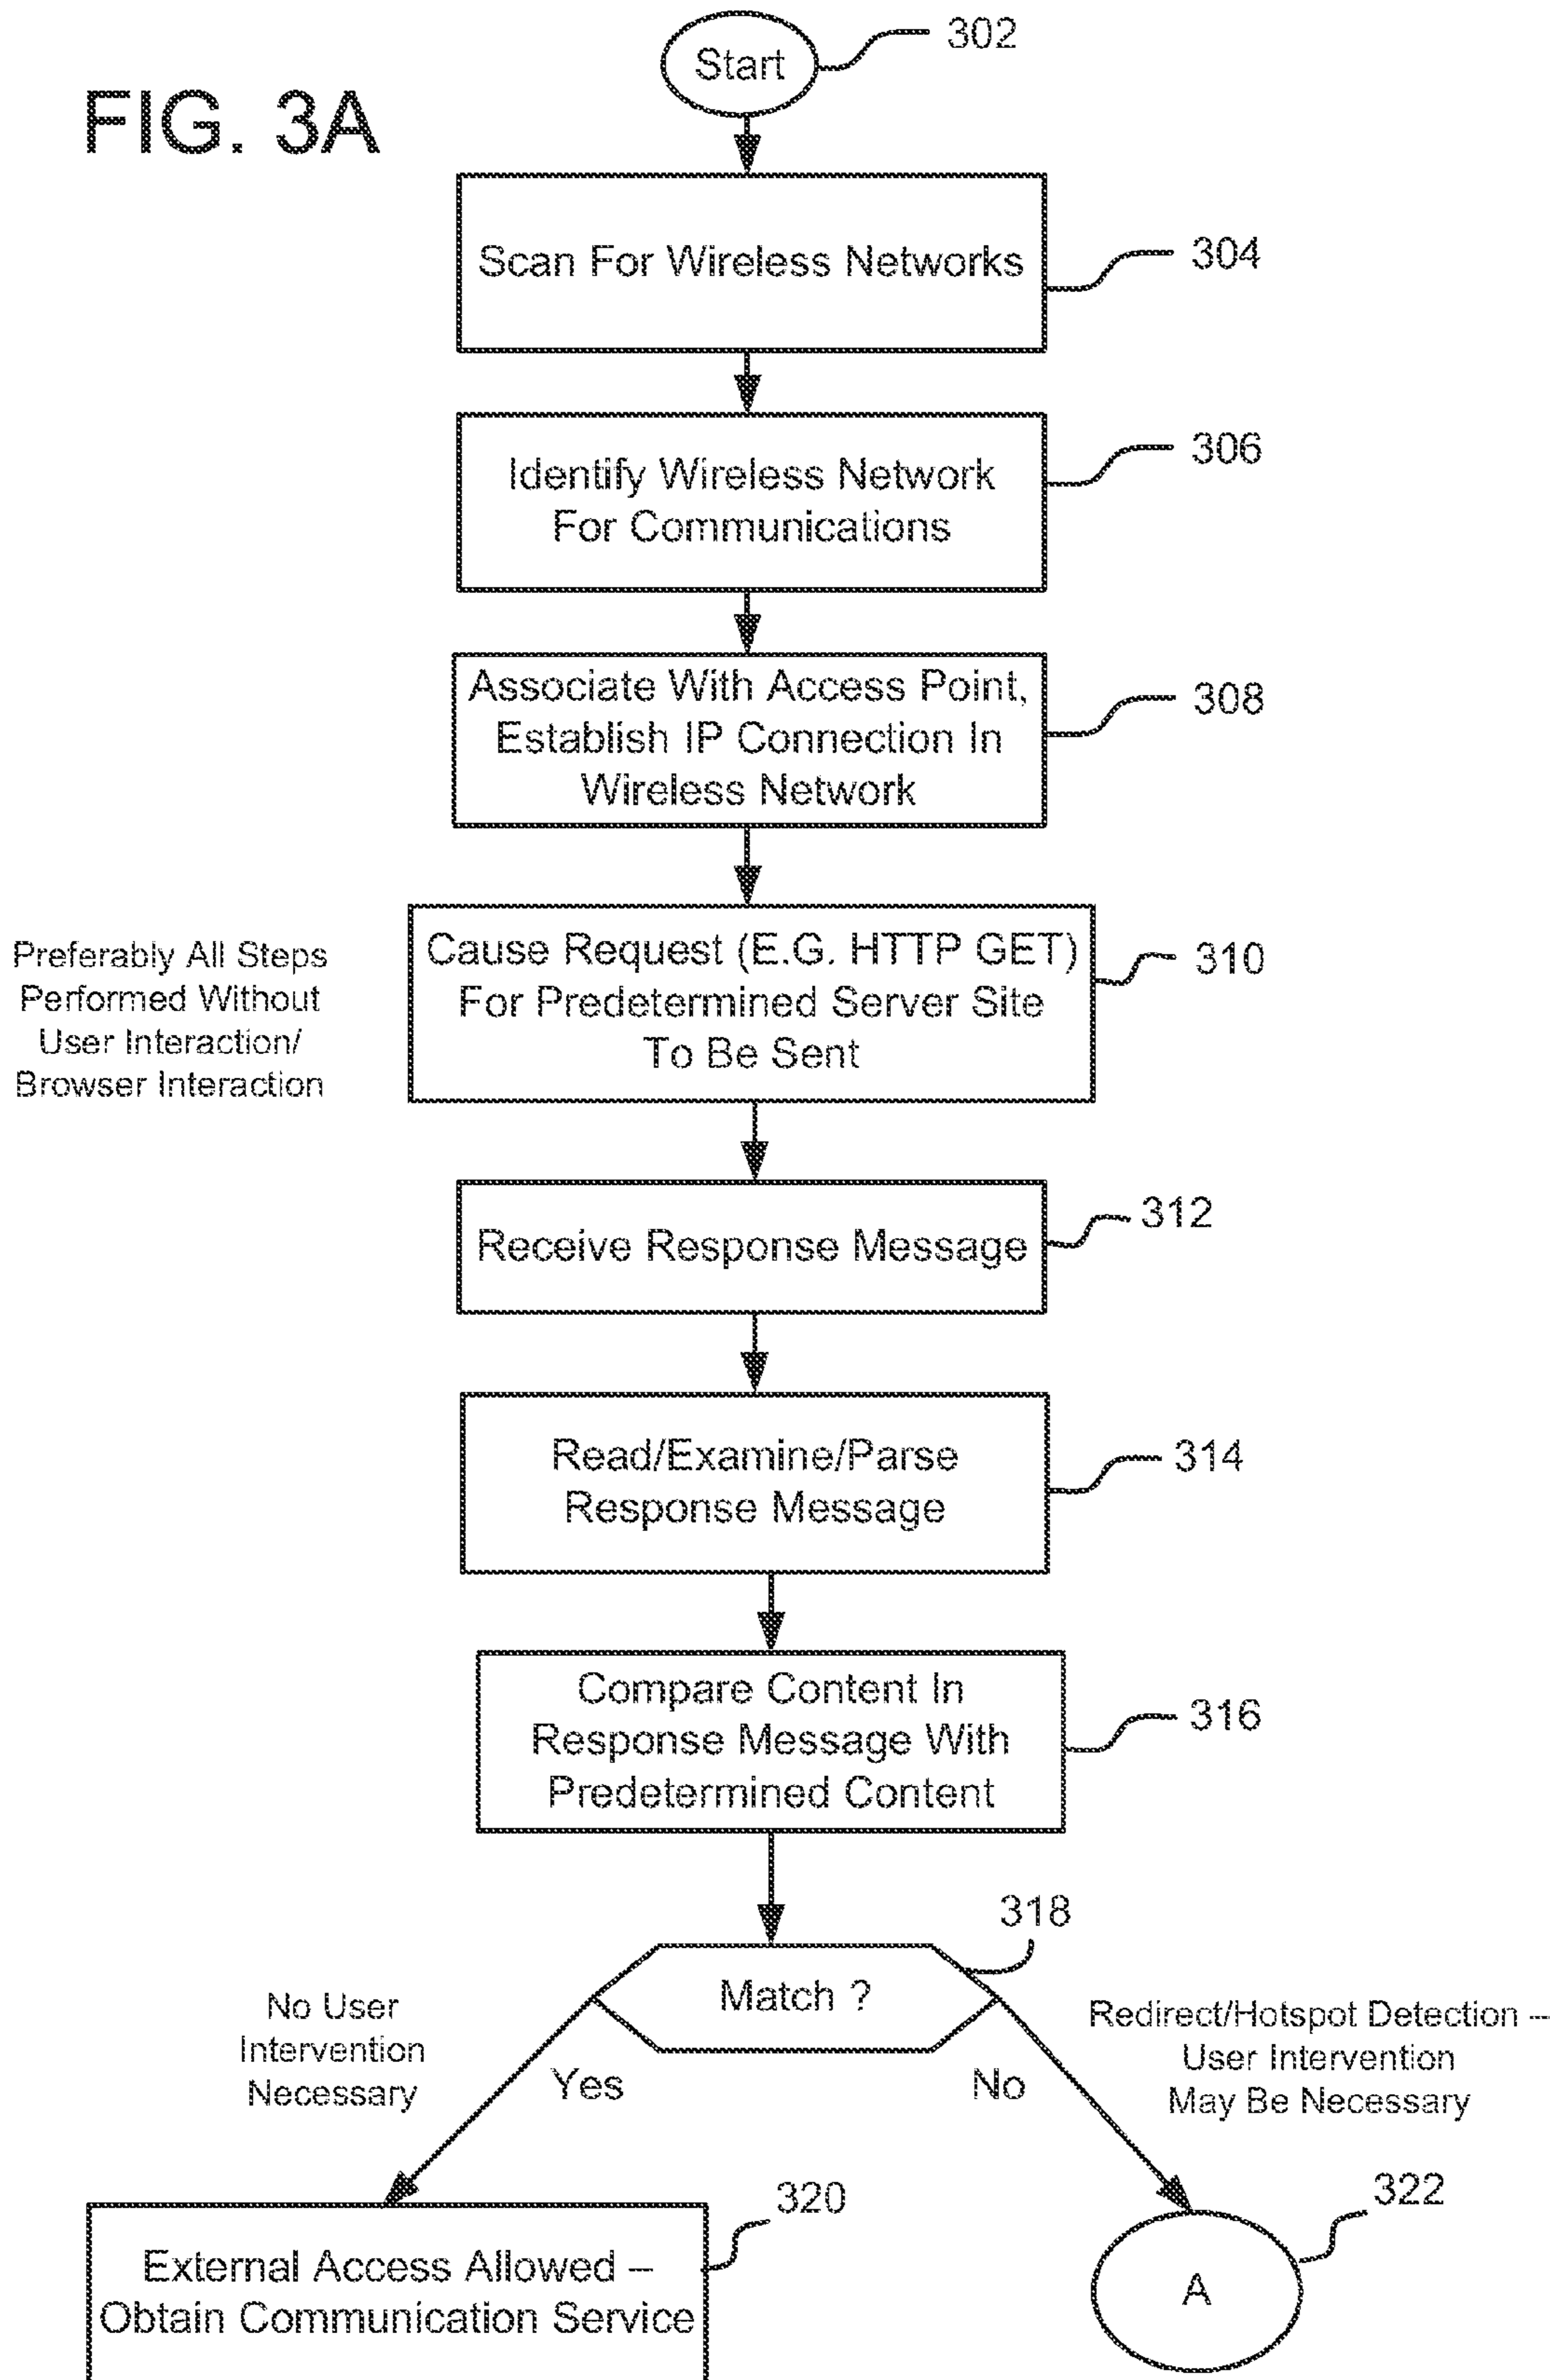 FIG. 3A
Start
302
Scan For Wireless Networks
304
Identify Wireless Network
For Communications
306
Associate With Access Point,
Establish IP Connection In
Wireless Network
308
Preferably All Steps
Performed Without
User Interaction/
Browser Interaction
Cause Request (E.G. HTTP GET)
For Predetermined Server Site
To Be Sent
310
Receive Response Message
312
Read/Examine/Parse
Response Message
314
Compare Content In
Response Message With
Predetermined Content
316
318
Match ?
No User
Intervention
Necessary
Yes
No
Redirect/Hotspot Detection –
User Intervention
May Be Necessary
320
External Access Allowed –
Obtain Communication Service
322
A